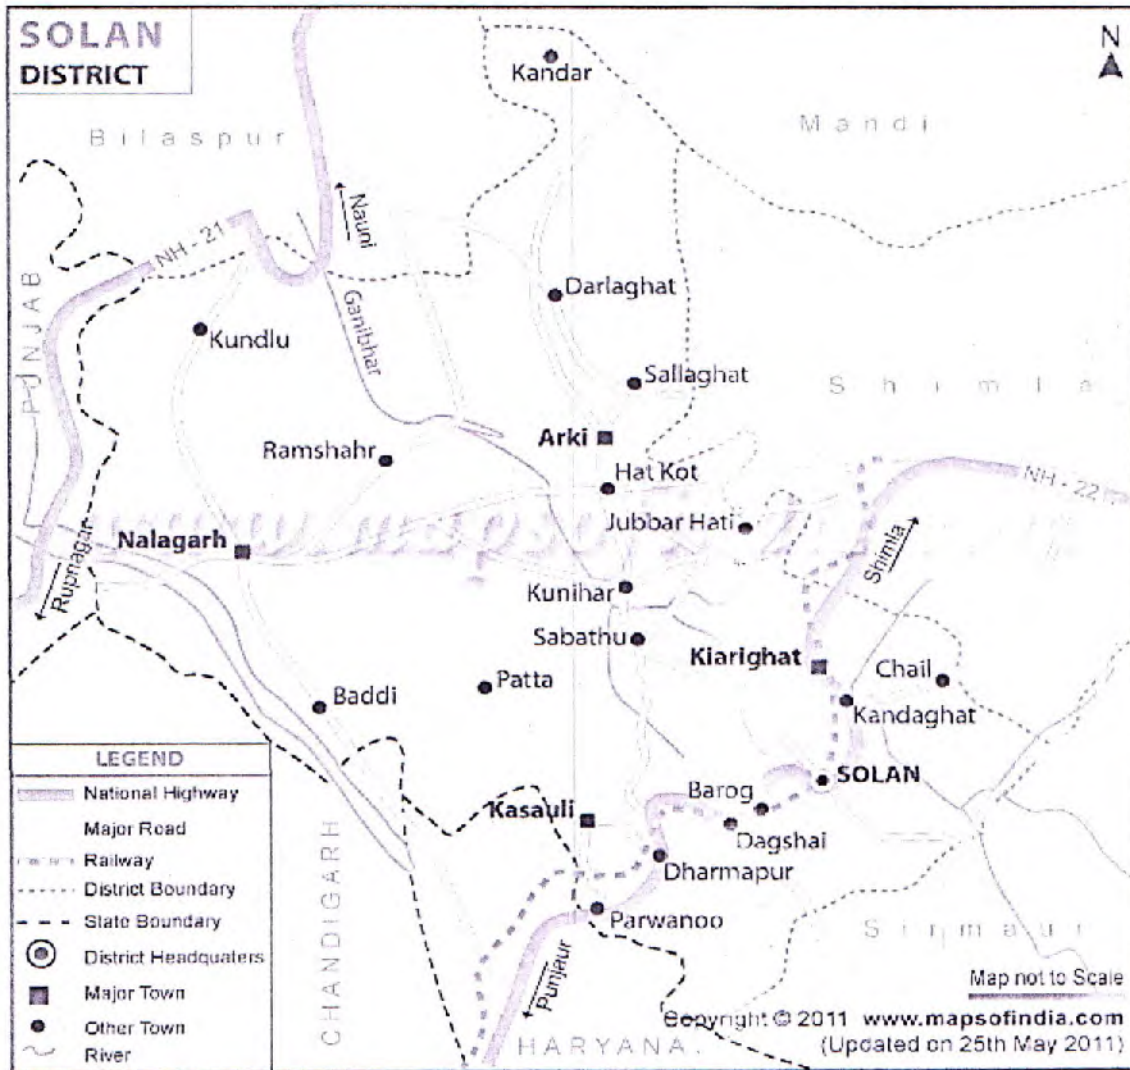 SOLAN
DISTRICT
N
Kandar
Mandi
Bilaspur
Nauni
NH - 21
PUNJAB
Darlaghat
Ganibhar
Kundlu
Sallaghat
Shimla
Arki
Ramshahr
Hat Kot
NH - 22
Jubbar Hati
Nalagarh
Shimla
Rupnagar
Kunihar
Sabathu
Kiarighat
Chail
Patta
Kandaghat
Baddi
SOLAN
Barog
Kasauli
Dagshai
Dharmapur
CHANDIGARH
Parwanoo
Sirmaur
Punjaur
HARYANA
LEGEND
National Highway
Major Road
Railway
District Boundary
State Boundary
District Headquaters
Major Town
Other Town
River
Map not to Scale
Copyright © 2011 www.mapsofindia.com
(Updated on 25th May 2011)